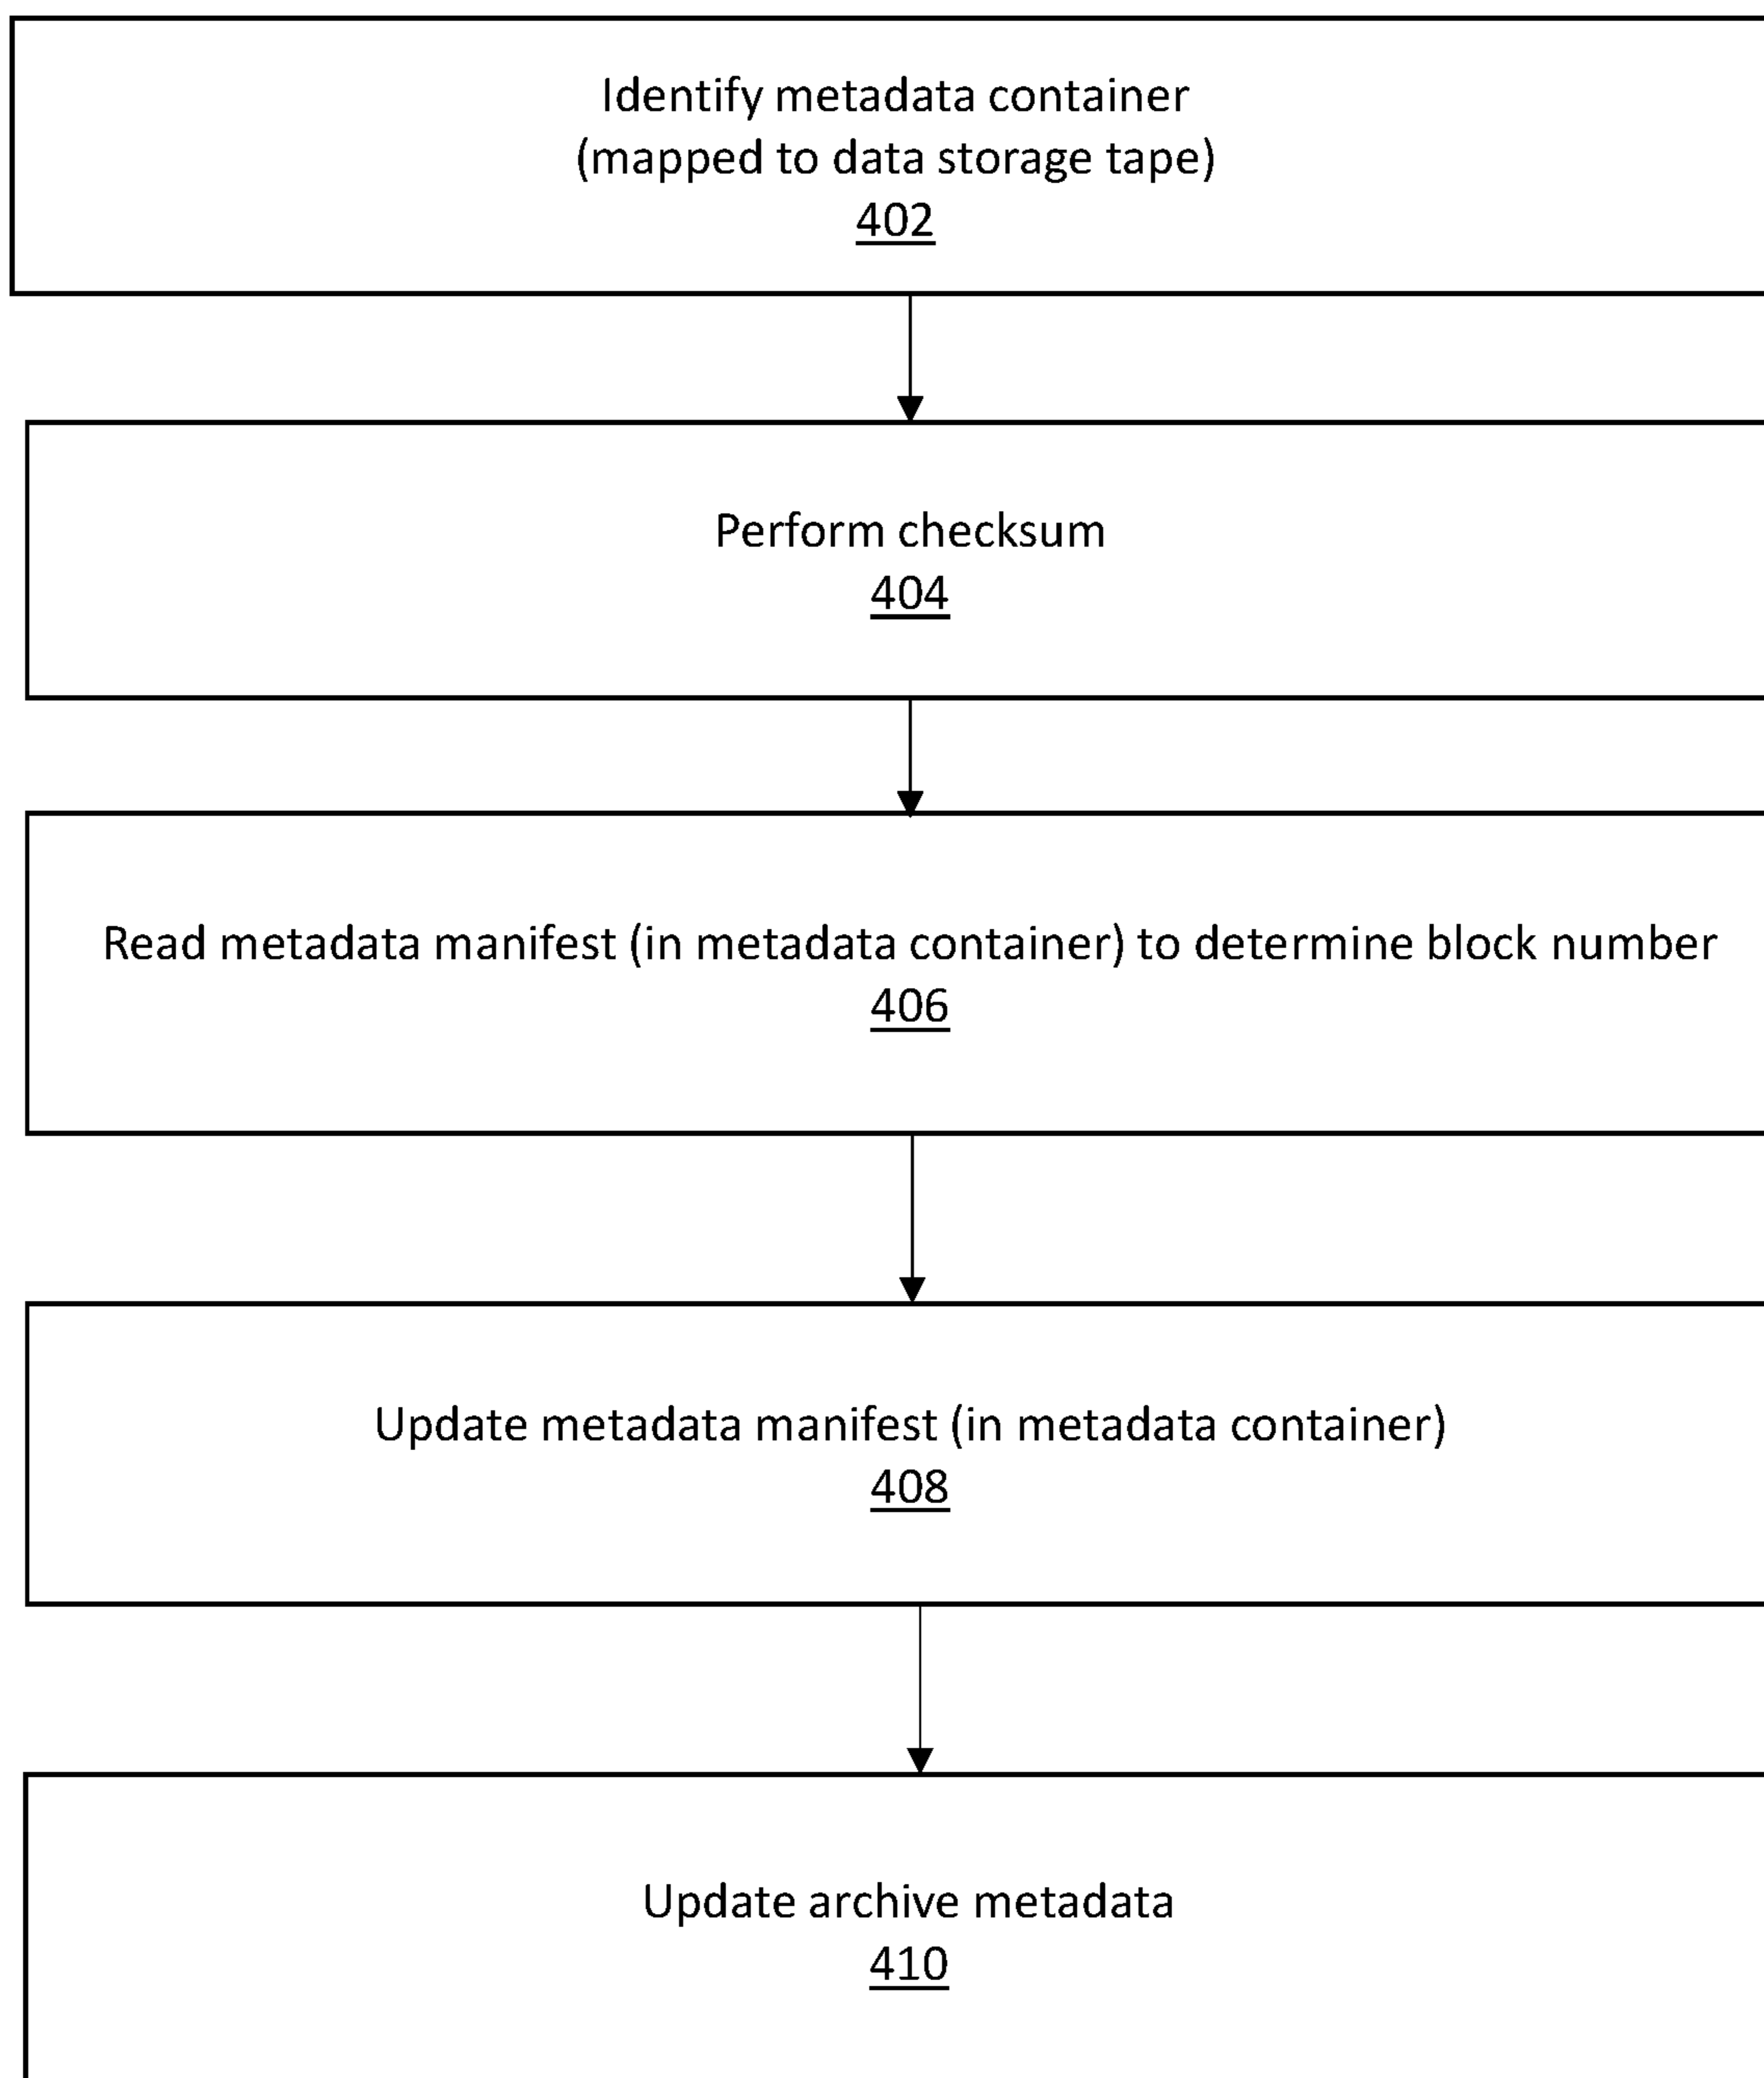 Identify metadata container
(mapped to data storage tape)
402
Perform checksum
404
Read metadata manifest (in metadata container) to determine block number
406
Update metadata manifest (in metadata container)
408
Update archive metadata
410